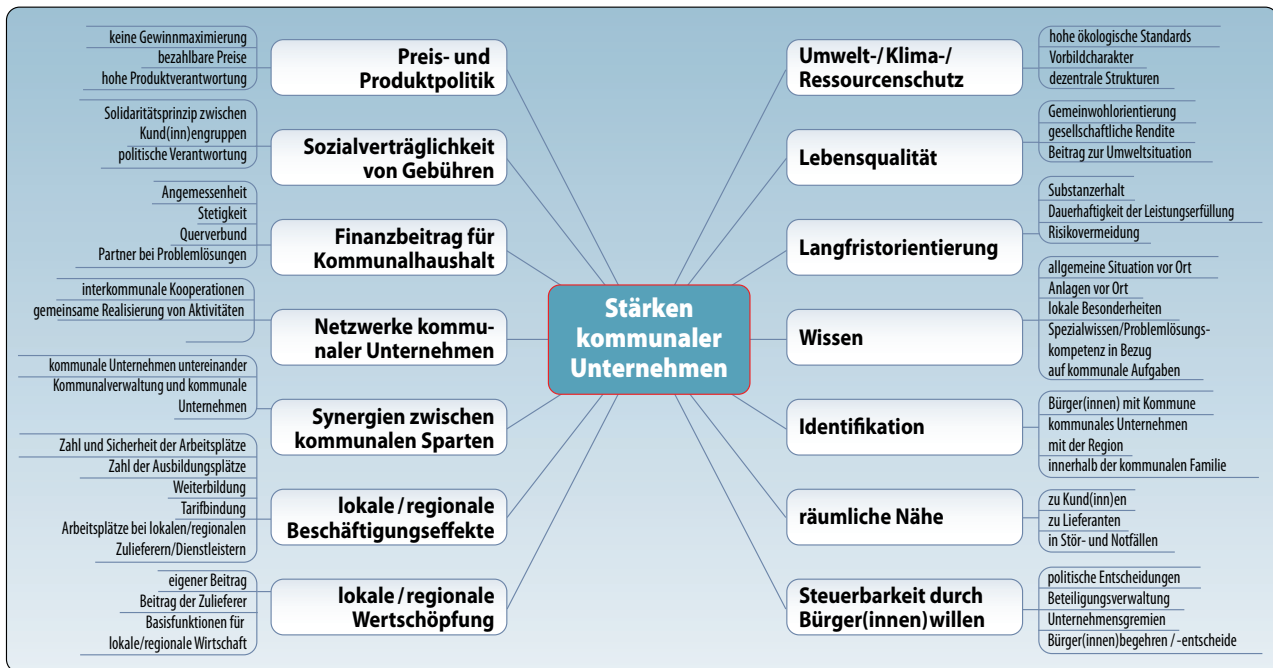 keine Gewinnmaximierung
bezahlbare Preise
hohe Produktverantwortung
Preis- und
Produktpolitik
Solidaritätsprinzip zwischen
Kund(inn)engruppen
politische Verantwortung
Sozialverträglichkeit
von Gebühren
Angemessenheit
Stetigkeit
Querverbund
Partner bei Problemlösungen
Finanzbeitrag für
Kommunalhaushalt
interkommunale Kooperationen
gemeinsame Realisierung von Aktivitäten
Netzwerke kommu-
naler Unternehmen
kommunale Unternehmen untereinander
Kommunalverwaltung und kommunale
Unternehmen
Synergien zwischen
kommunalen Sparten
Zahl und Sicherheit der Arbeitsplätze
Zahl der Ausbildungsplätze
Weiterbildung
Tarifbindung
Arbeitsplätze bei lokalen/regionalen
Zulieferern/Dienstleistern
lokale / regionale
Beschäftigungseffekte
eigener Beitrag
Beitrag der Zulieferer
Basisfunktionen für
lokale/regionale Wirtschaft
lokale / regionale
Wertschöpfung
Stärken
kommunaler
Unternehmen
Umwelt-/ Klima-/
Ressourcenschutz
hohe ökologische Standards
Vorbildcharakter
dezentrale Strukturen
Lebensqualität
Gemeinwohlorientierung
gesellschaftliche Rendite
Beitrag zur Umweltsituation
Langfristorientierung
Substanzerhalt
Dauerhaftigkeit der Leistungserfüllung
Risikovermeidung
Wissen
allgemeine Situation vor Ort
Anlagen vor Ort
lokale Besonderheiten
Spezialwissen/Problemlösungs-
kompetenz in Bezug
auf kommunale Aufgaben
Identifikation
Bürger(innen) mit Kommune
kommunales Unternehmen
mit der Region
innerhalb der kommunalen Familie
räumliche Nähe
zu Kund(inn)en
zu Lieferanten
in Stör- und Notfällen
Steuerbarkeit durch
Bürger(innen)willen
politische Entscheidungen
Beteiligungsverwaltung
Unternehmensgremien
Bürger(innen)begehren / -entscheide